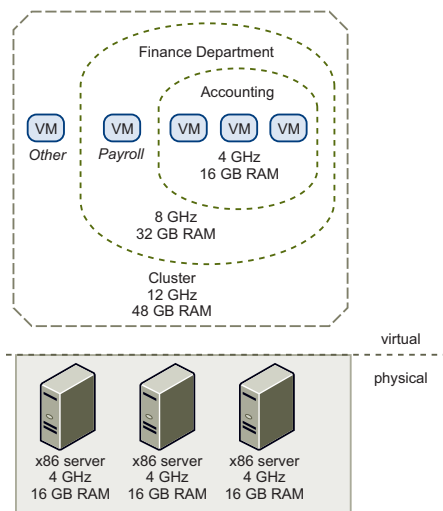 Finance Department
Accounting
VM VM VM VM VM
Other Payroll
4 GHz
16 GB RAM
8 GHz
32 GB RAM
Cluster
12 GHz
48 GB RAM
virtual
physical
x86 server x86 server x86 server
4 GHz 4 GHz 4 GHz
16 GB RAM 16 GB RAM 16 GB RAM